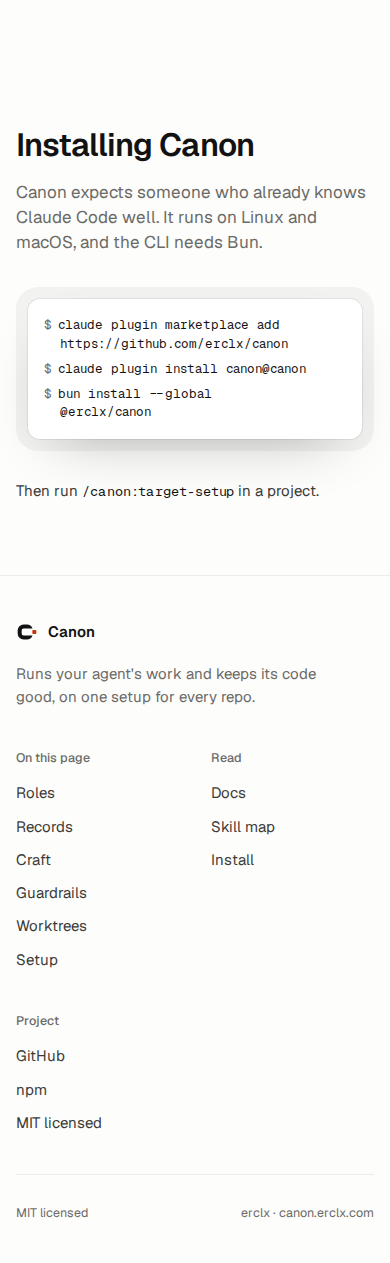 Installing Canon
Canon expects someone who already knows
Claude Code well. It runs on Linux and
macOS, and the CLI needs Bun.
$ claude plugin marketplace add
https://github.com/erclx/canon
$ claude plugin install canon@canon
$ bun install --global
@erclx/canon
Then run /canon:target-setup in a project.
Canon
Runs your agent's work and keeps its code
good, on one setup for every repo.
On this page
Roles
Records
Craft
Guardrails
Worktrees
Setup
Read
Docs
Skill map
Install
Project
GitHub
npm
MIT licensed
MIT licensed
erclx · canon.erclx.com